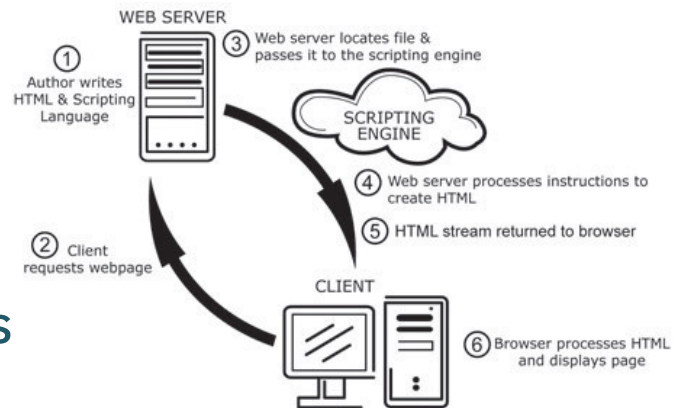 WEB SERVER
1
Author writes
HTML & Scripting
Language
3 Web server locates file &
passes it to the scripting engine
SCRIPTING
ENGINE
4 Web server processes instructions to
create HTML
5 HTML stream returned to browser
2 Client
requests webpage
CLIENT
6 Browser processes HTML
and displays page
s